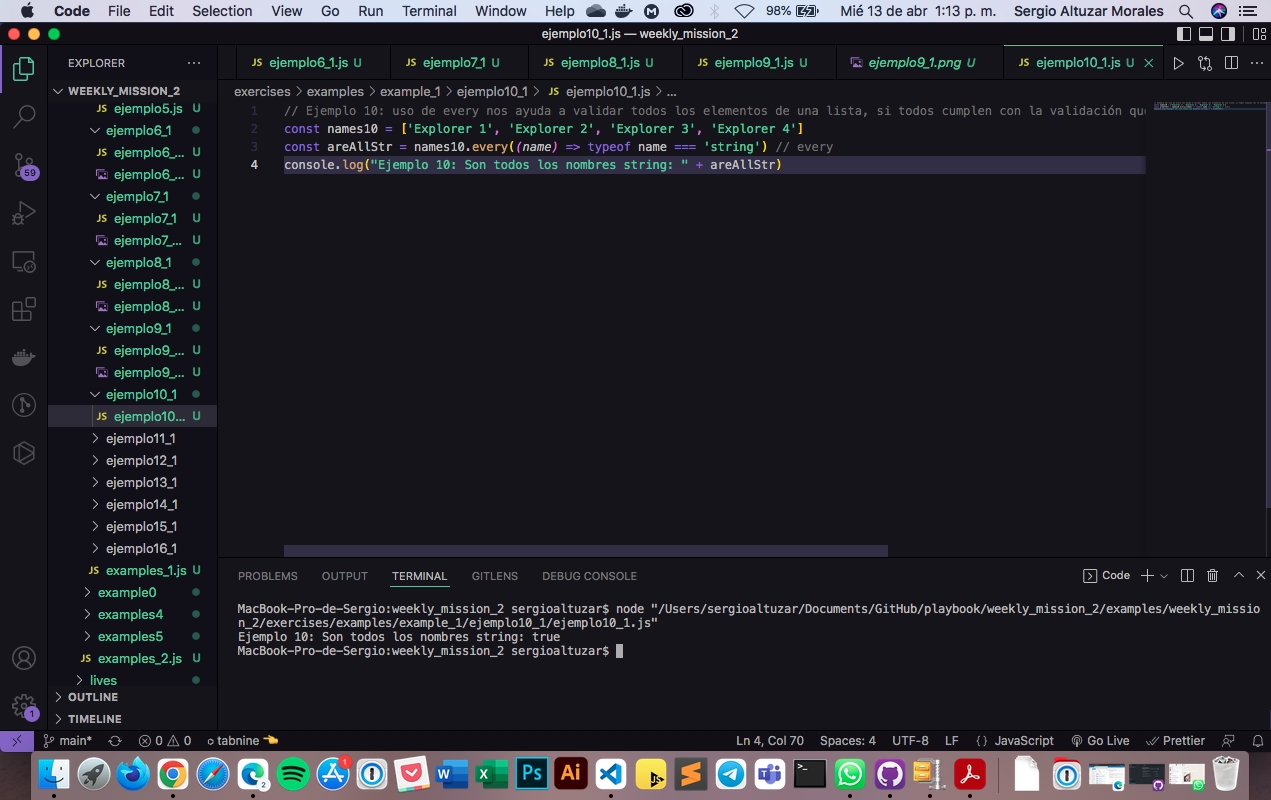 Code File Edit Selection View Go Run Terminal Window Help 98% Mié 13 de abr 1:13 p. m. Sergio Altuzar Morales
ejemplo10_1.js — weekly_mission_2
EXPLORER ...
JS ejemplo6_1.js U
JS ejemplo7_1 U
JS ejemplo8_1.js U
JS ejemplo9_1.js U
ejemplo9_1.png U
JS ejemplo10_1.js U
WEEKLY_MISSION_2
JS ejemplo5.js U
ejemplo6_1
JS ejemplo6_... U
ejemplo6_... U
ejemplo7_1
JS ejemplo7_1 U
ejemplo7_... U
ejemplo8_1
JS ejemplo8_... U
ejemplo8_... U
ejemplo9_1
JS ejemplo9_... U
ejemplo9_... U
ejemplo10_1
JS ejemplo10... U
ejemplo11_1
ejemplo12_1
ejemplo13_1
ejemplo14_1
ejemplo15_1
ejemplo16_1
JS examples_1.js U
example0
examples4
examples5
JS examples_2.js U
lives
OUTLINE
TIMELINE
59
1
exercises > examples > example_1 > ejemplo10_1 > JS ejemplo10_1.js > ...
1 // Ejemplo 10: uso de every nos ayuda a validar todos los elementos de una lista, si todos cumplen con la validación qu
2 const names10 = ['Explorer 1', 'Explorer 2', 'Explorer 3', 'Explorer 4']
3 const areAllStr = names10.every((name) => typeof name === 'string') // every
4 console.log("Ejemplo 10: Son todos los nombres string: " + areAllStr)
PROBLEMS OUTPUT TERMINAL GITLENS DEBUG CONSOLE
Code
MacBook-Pro-de-Sergio:weekly_mission_2 sergioaltuzar$ node "/Users/sergioaltuzar/Documents/GitHub/playbook/weekly_mission_2/examples/weekly_missio
n_2/exercises/examples/example_1/ejemplo10_1/ejemplo10_1.js"
Ejemplo 10: Son todos los nombres string: true
MacBook-Pro-de-Sergio:weekly_mission_2 sergioaltuzar$
main* 0 0 tabnine Ln 4, Col 70 Spaces: 4 UTF-8 LF {} JavaScript Go Live Prettier
2 1 W X Ps Ai